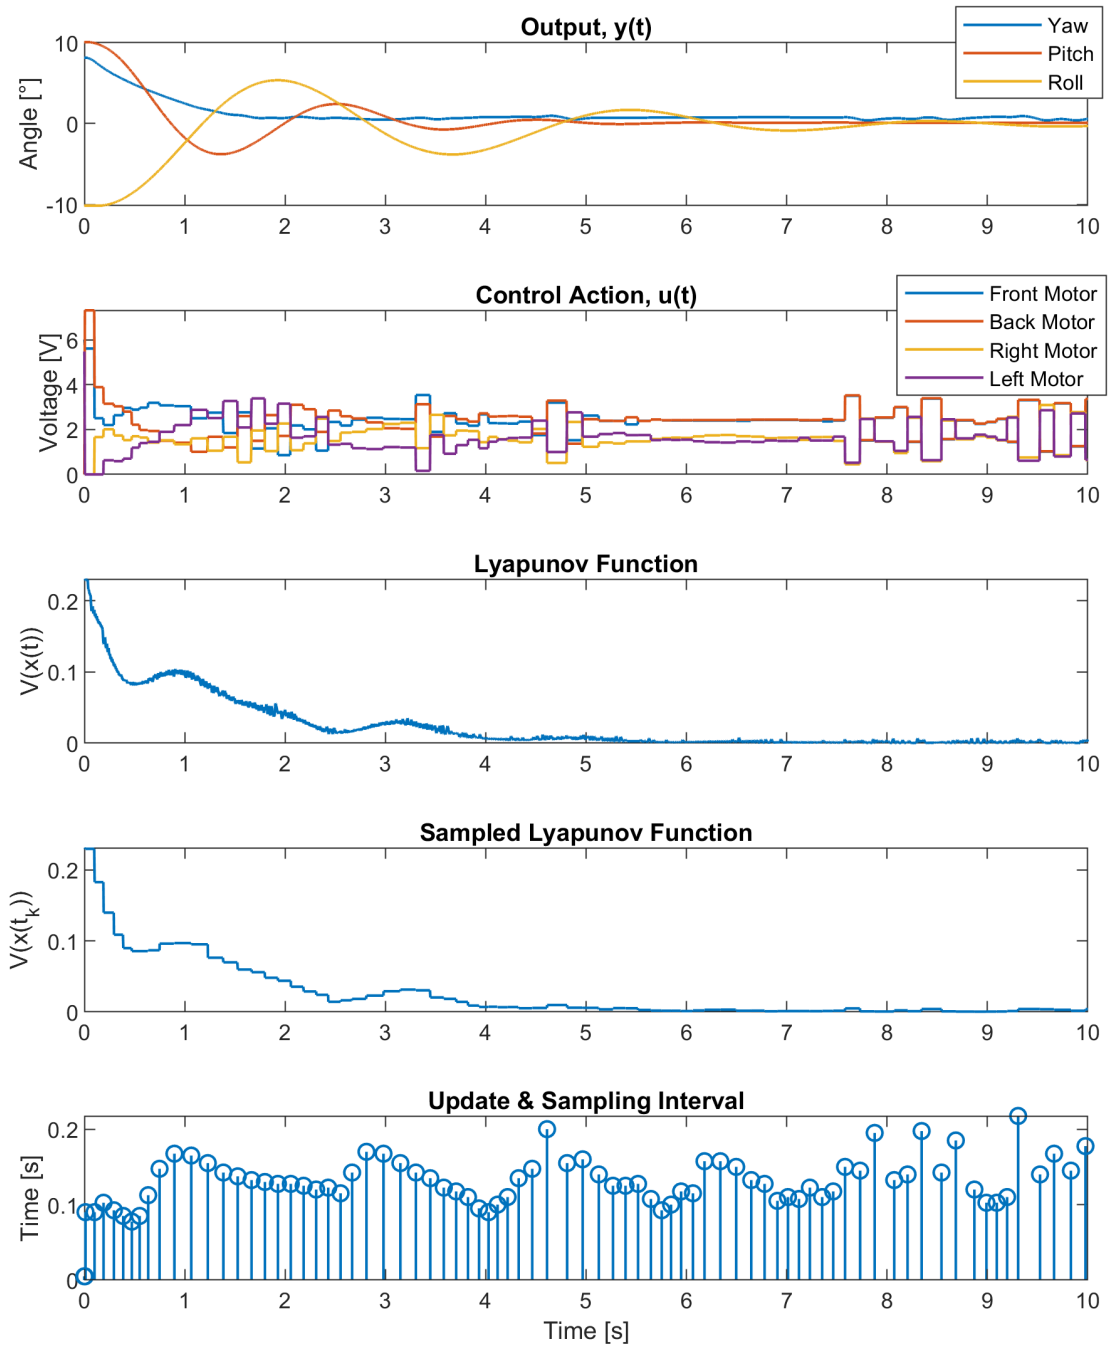 Output, y(t)
Yaw
Pitch
Roll
Angle [°]
10
0
-10
0 1 2 3 4 5 6 7 8 9 10
Control Action, u(t)
Front Motor
Back Motor
Right Motor
Left Motor
Voltage [V]
6
4
2
0
0 1 2 3 4 5 6 7 8 9 10
Lyapunov Function
V(x(t))
0.2
0.1
0
0 1 2 3 4 5 6 7 8 9 10
Sampled Lyapunov Function
V(x(t_k))
0.2
0.1
0
0 1 2 3 4 5 6 7 8 9 10
Update & Sampling Interval
Time [s]
0.2
0.1
0
0 1 2 3 4 5 6 7 8 9 10
Time [s]